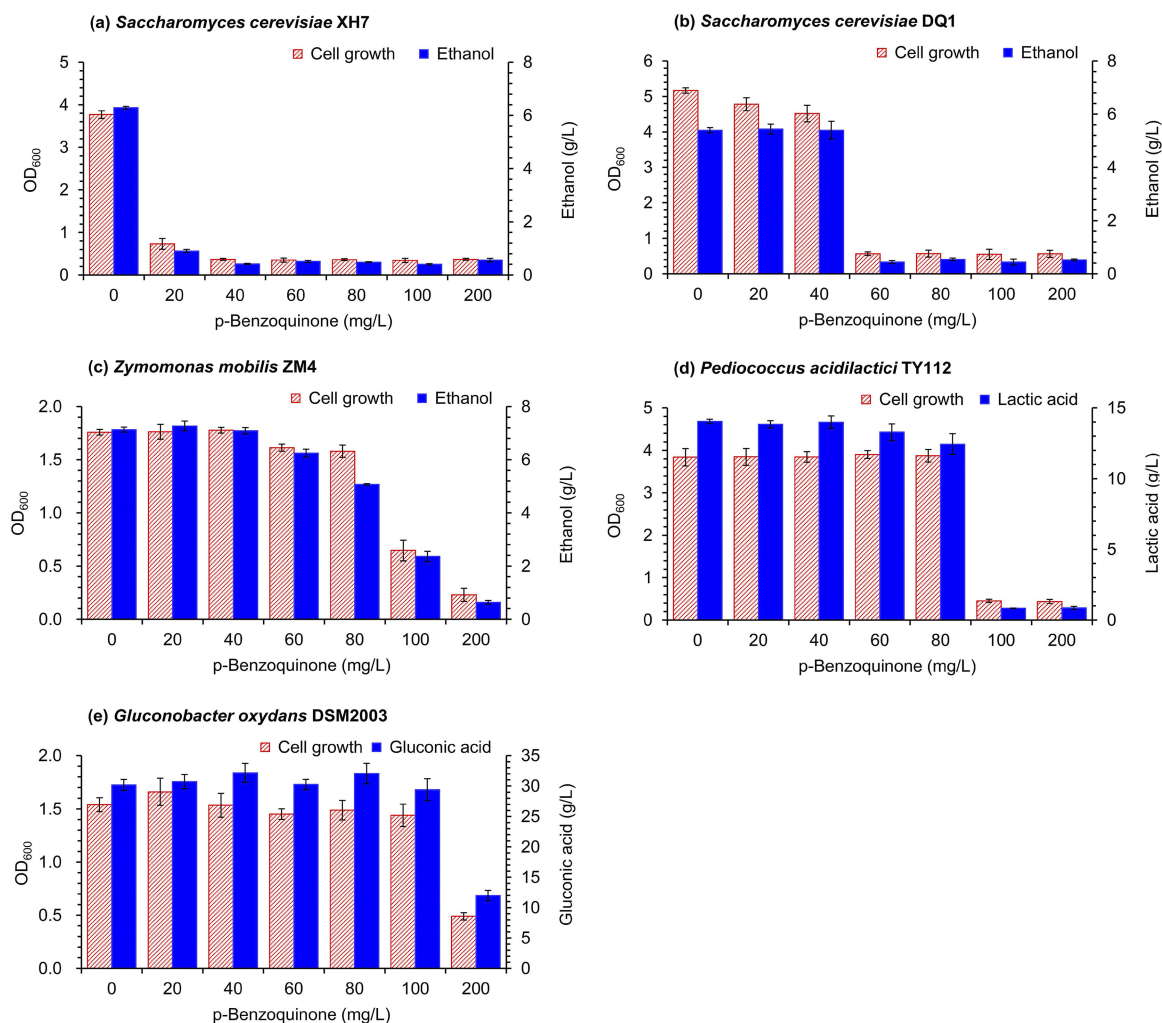 (a) Saccharomyces cerevisiae XH7
Cell growth Ethanol
5 4 3 2 1 0
OD600
8 6 4 2 0
Ethanol (g/L)
0 20 40 60 80 100 200
p-Benzoquinone (mg/L)
(b) Saccharomyces cerevisiae DQ1
Cell growth Ethanol
6 5 4 3 2 1 0
OD600
8 6 4 2 0
Ethanol (g/L)
0 20 40 60 80 100 200
p-Benzoquinone (mg/L)
(c) Zymomonas mobilis ZM4
Cell growth Ethanol
2.0 1.5 1.0 0.5 0.0
OD600
8 6 4 2 0
Ethanol (g/L)
0 20 40 60 80 100 200
p-Benzoquinone (mg/L)
(d) Pediococcus acidilactici TY112
Cell growth Lactic acid
5 4 3 2 1 0
OD600
15 10 5 0
Lactic acid (g/L)
0 20 40 60 80 100 200
p-Benzoquinone (mg/L)
(e) Gluconobacter oxydans DSM2003
Cell growth Gluconic acid
2.0 1.5 1.0 0.5 0.0
OD600
35 30 25 20 15 10 5 0
Gluconic acid (g/L)
0 20 40 60 80 100 200
p-Benzoquinone (mg/L)